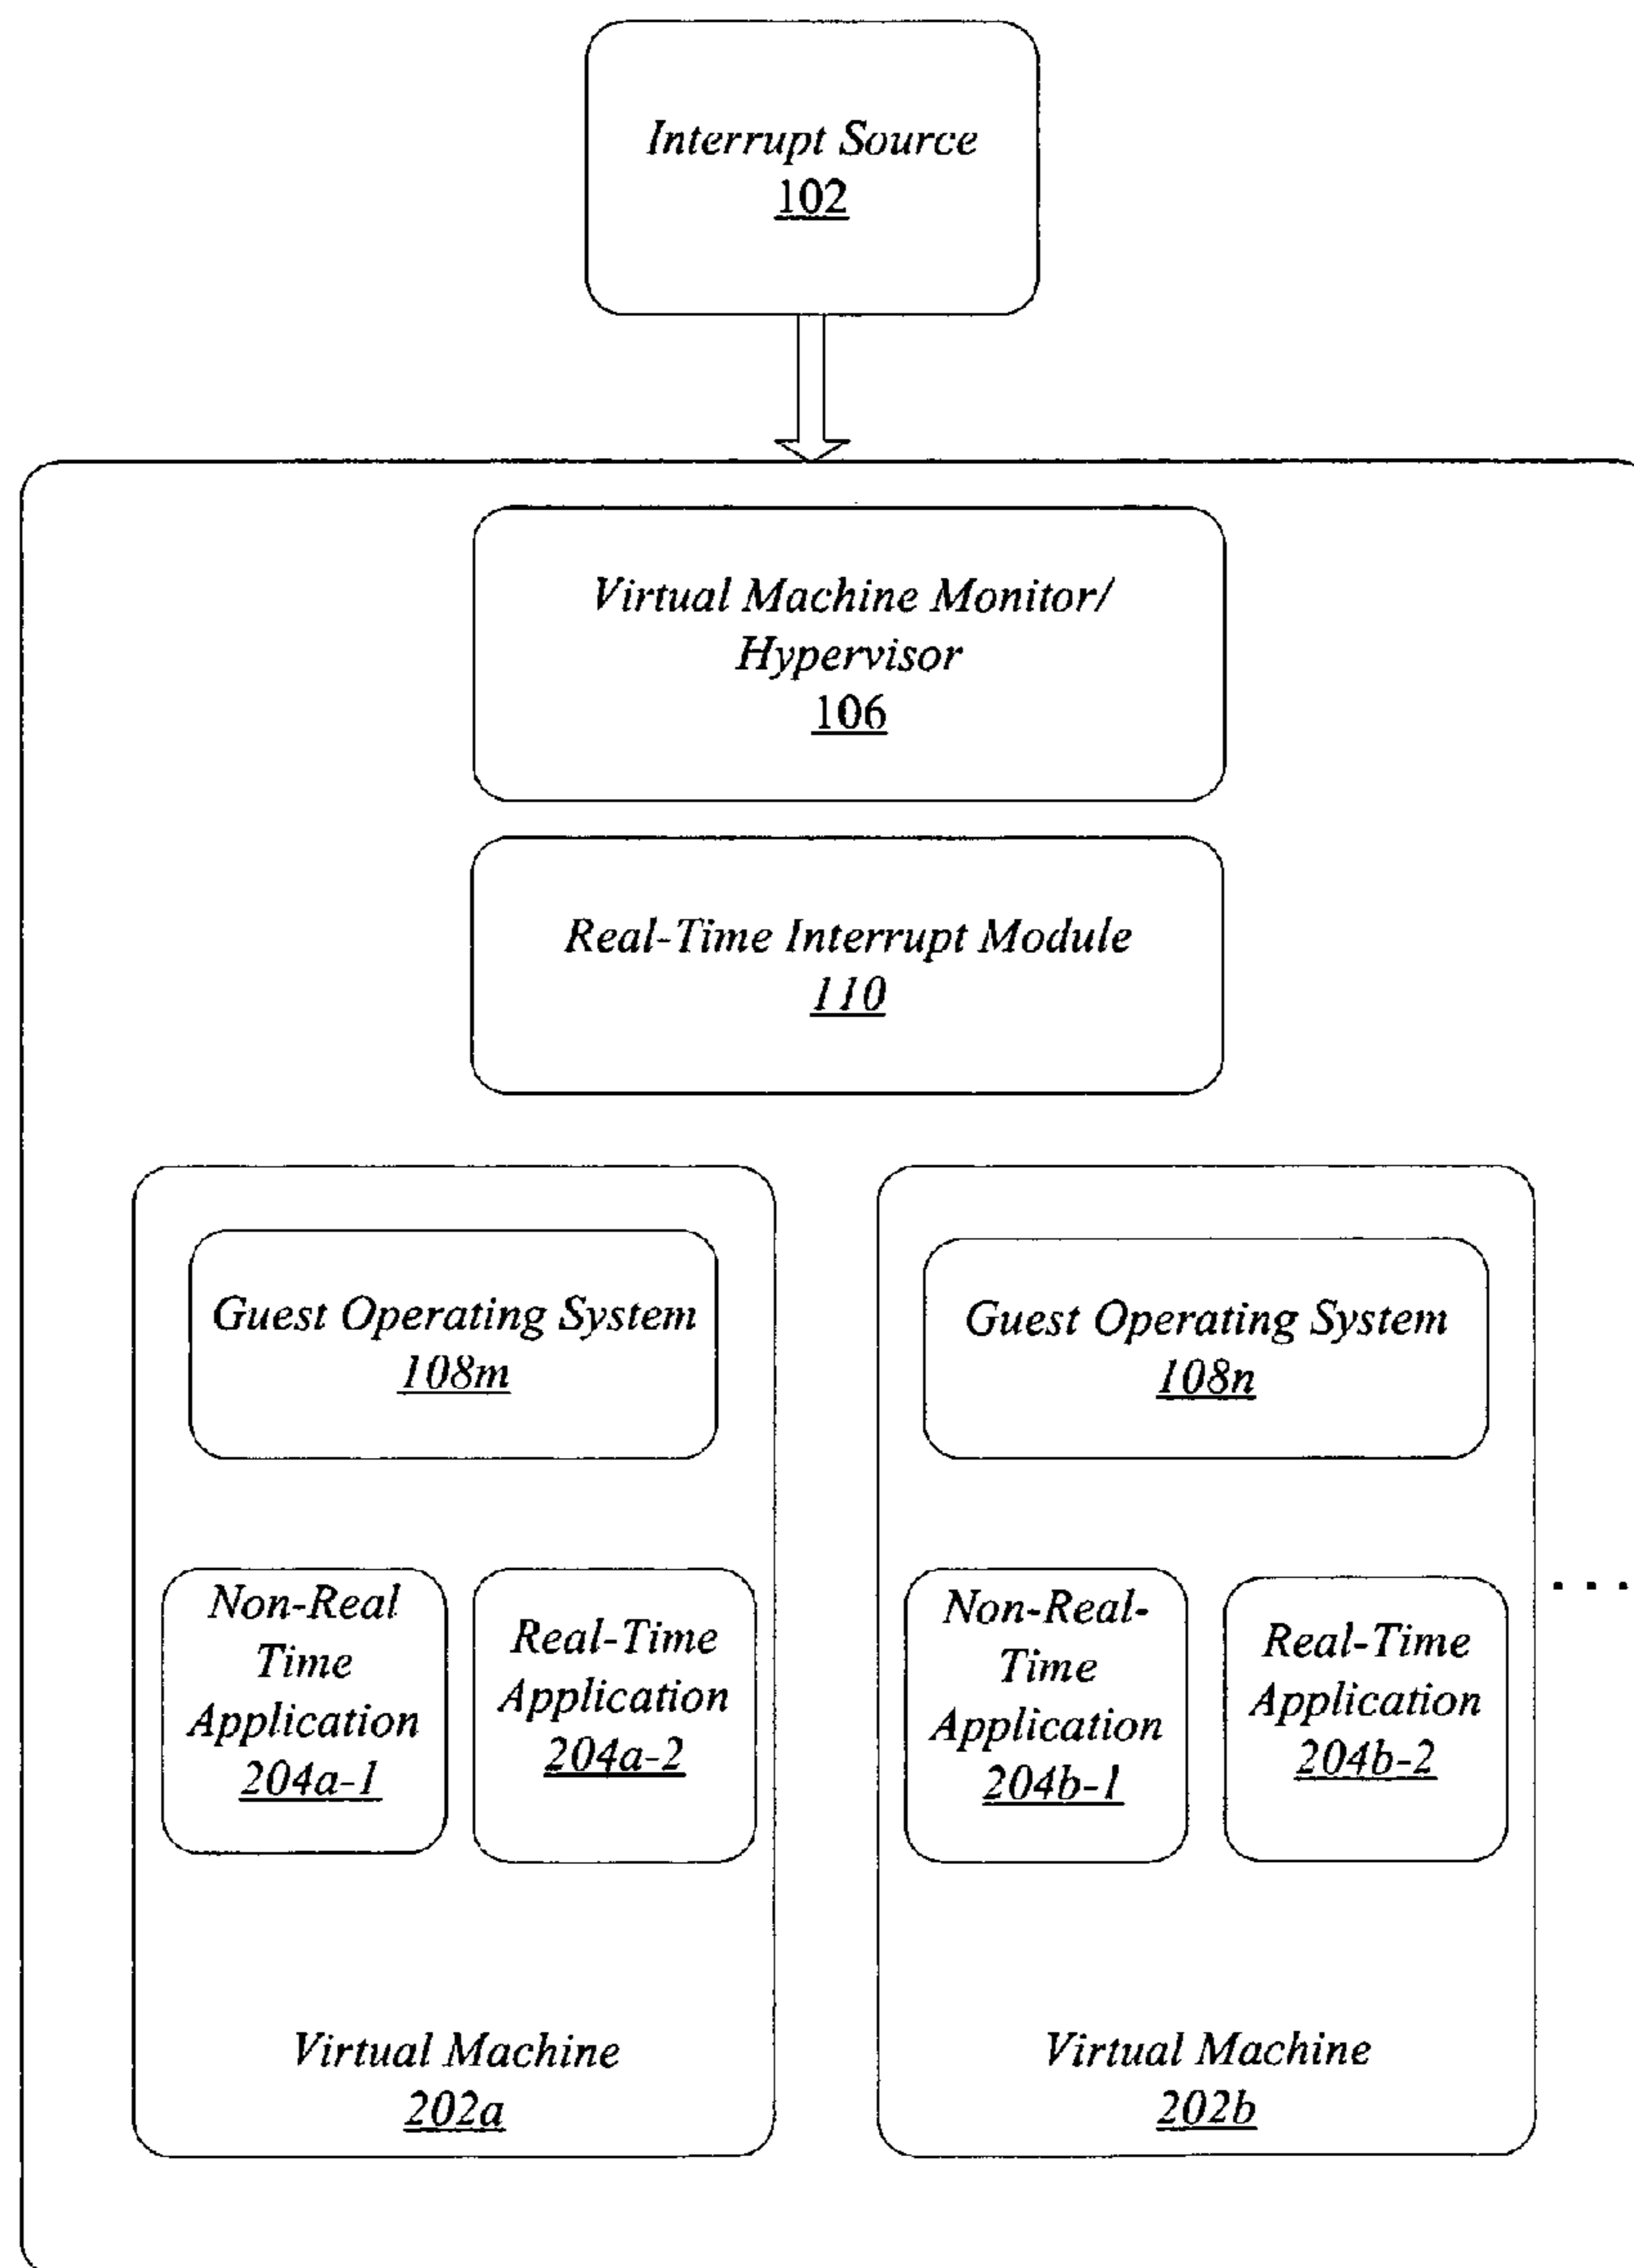 Interrupt Source
102
Virtual Machine Monitor/
Hypervisor
106
Real-Time Interrupt Module
110
Guest Operating System
108m
Guest Operating System
108n
Non-Real
Time
Application
204a-1
Real-Time
Application
204a-2
Non-Real-
Time
Application
204b-1
Real-Time
Application
204b-2
. . .
Virtual Machine
202a
Virtual Machine
202b